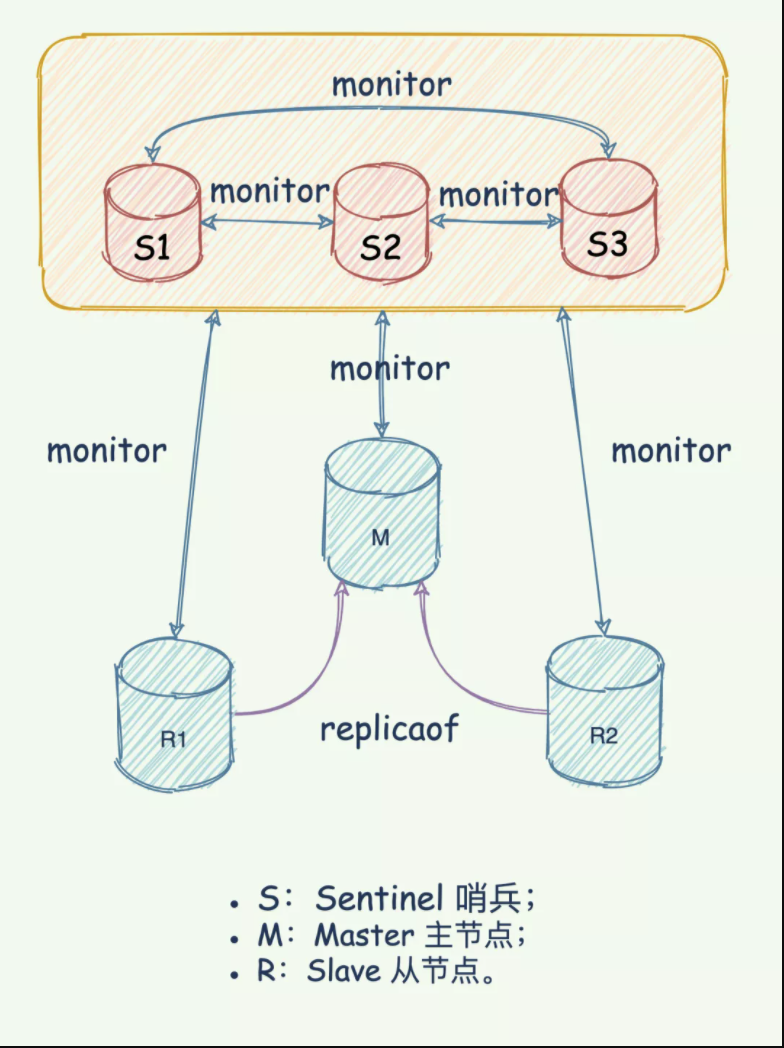 monitor
monitor
monitor
S1
S2
S3
monitor
monitor
monitor
M
R1
R2
replicaof
• S：Sentinel 哨兵；
• M：Master 主节点；
• R：Slave 从节点。